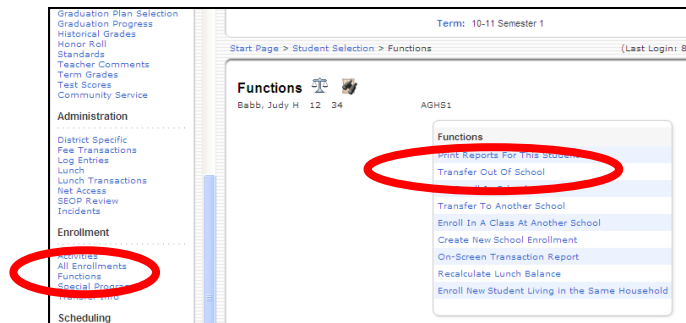 Graduation Plan Selection
Graduation Progress
Historical Grades
Honor Roll
Standards
Teacher Comments
Term Grades
Test Scores
Community Service
Administration
District Specific
Fee Transactions
Log Entries
Lunch
Lunch Transactions
Net Access
SEOP Review
Incidents
Enrollment
Activities
All Enrollments
Functions
Special Programs
Transfer Info
Scheduling
Term: 10-11 Semester 1
Start Page > Student Selection > Functions (Last Login: 8
Functions
Babb, Judy H 12 34 AGHS1
Functions
Print Reports For This Student
Transfer Out Of School
Transfer To Another School
Enroll In A Class At Another School
Create New School Enrollment
On-Screen Transaction Report
Recalculate Lunch Balance
Enroll New Student Living in the Same Household